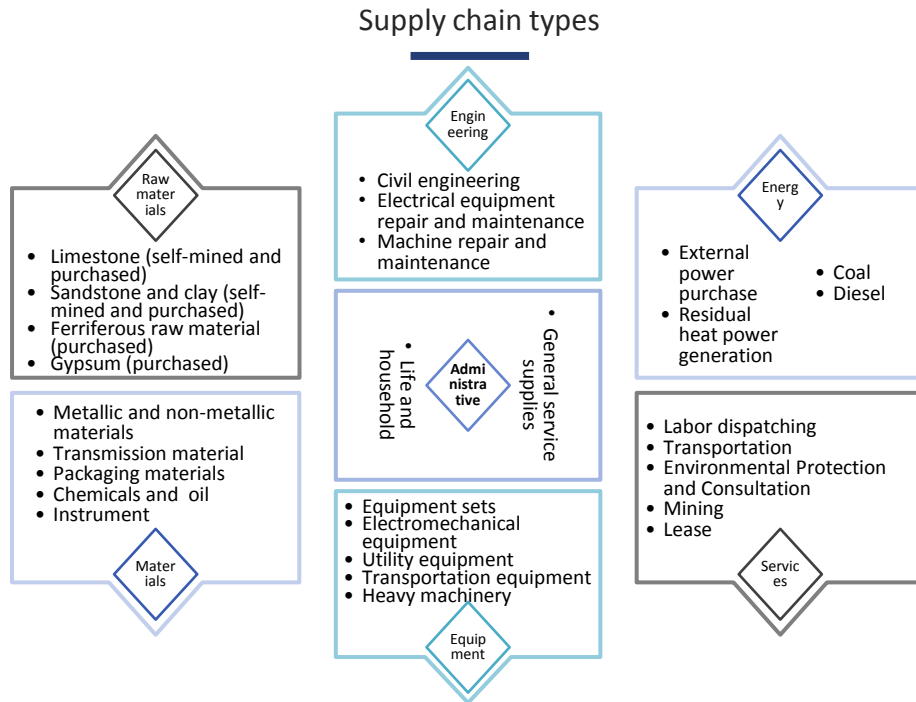 Supply chain types
Raw
mater
ials
• Limestone (self-mined and
purchased)
• Sandstone and clay (self-
mined and purchased)
• Ferriferous raw material
(purchased)
• Gypsum (purchased)
Engin
eering
• Civil engineering
• Electrical equipment
repair and maintenance
• Machine repair and
maintenance
Energ
y
• External
power
purchase
• Residual
heat power
generation
• Coal
• Diesel
• Life and
household
Admi
nistra
tive
• General service
supplies
• Metallic and non-metallic
materials
• Transmission material
• Packaging materials
• Chemicals and oil
• Instrument
Mater
ials
• Equipment sets
• Electromechanical
equipment
• Utility equipment
• Transportation equipment
• Heavy machinery
Equip
ment
• Labor dispatching
• Transportation
• Environmental Protection
and Consultation
• Mining
• Lease
Servic
es